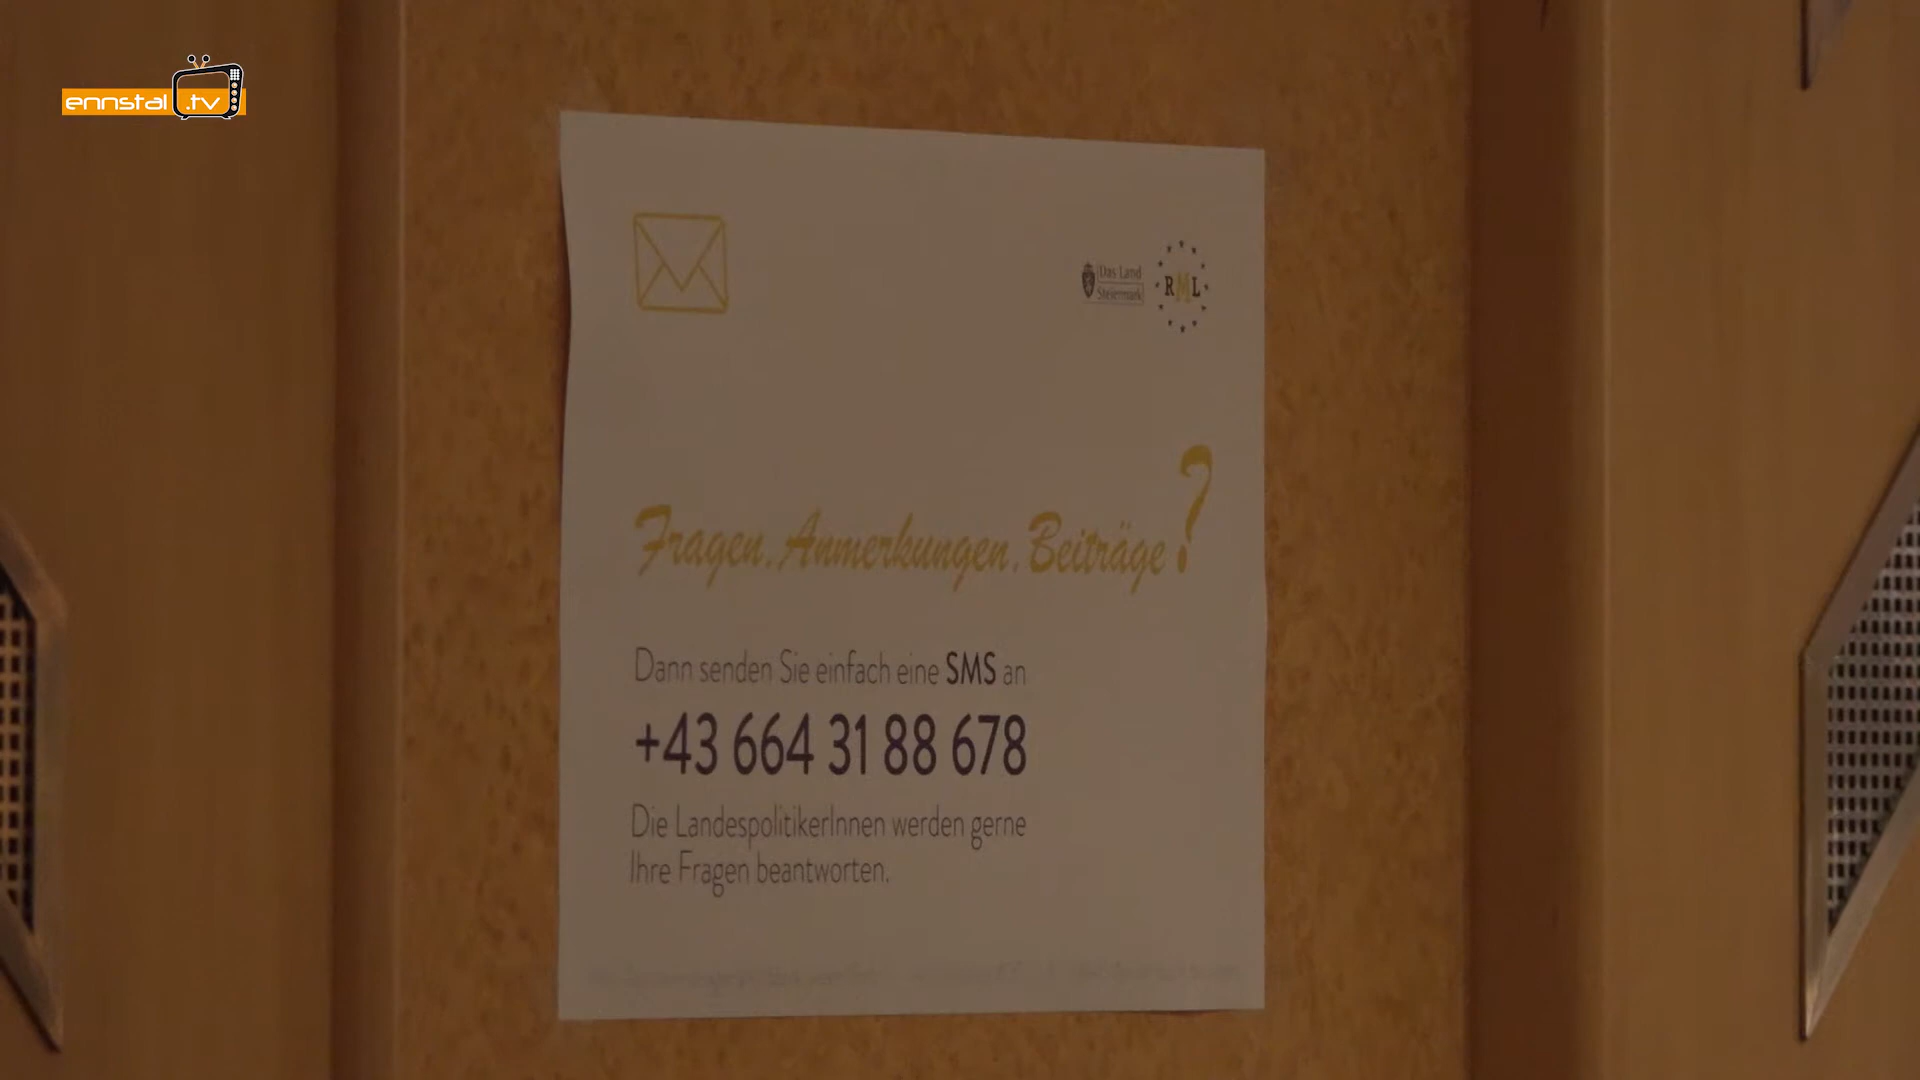 ennstal .tv
Das Land
Steiermark
RML
Fragen. Anmerkungen. Beiträge?
Dann senden Sie einfach eine SMS an
+43 664 31 88 678
Die LandespolitikerInnen werden gerne
Ihre Fragen beantworten.